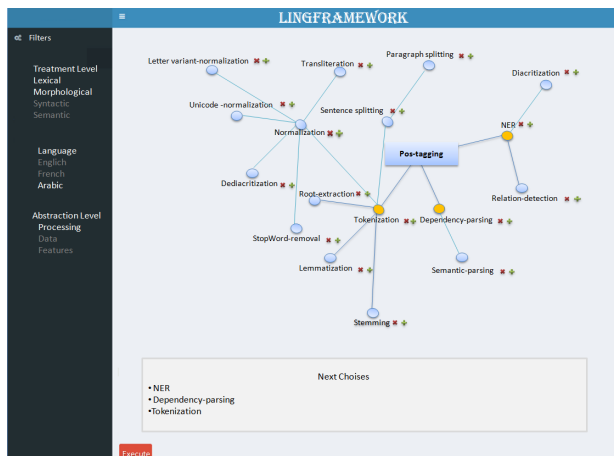 LINGFRAMEWORK
Filters
Treatment Level
Lexical
Morphological
Syntactic
Semantic
Language
Englich
French
Arabic
Abstraction Level
Processing
Data
Features
Letter variant-normalization
Transliteration
Paragraph splitting
Diacritization
Unicode -normalization
Sentence splitting
Normalization
NER
Pos-tagging
Dediacritization
Root-extraction
Relation-detection
Tokenization
Dependency-parsing
StopWord-removal
Lemmatization
Semantic-parsing
Stemming
Next Choises
• NER
• Dependency-parsing
•Tokenization
Execute